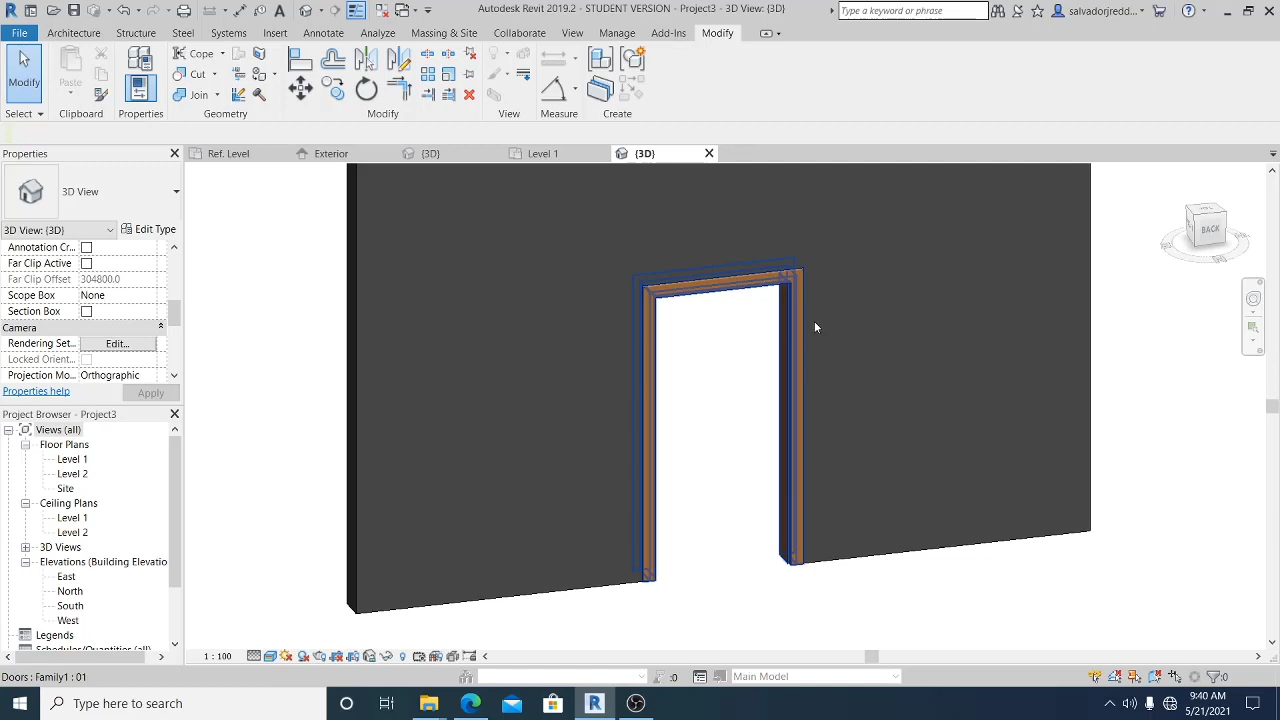 Autodesk Revit 2019.2 - STUDENT VERSION - Project3 - 3D View: {3D}
Type a keyword or phrase
salvadorjredd...
File Architecture Structure Steel Systems Insert Annotate Analyze Massing & Site Collaborate View Manage Add-Ins Modify
Modify
Paste
Cope
Cut
Join
Select Clipboard Properties Geometry Modify View Measure Create
Properties
Ref. Level Exterior {3D} Level 1 {3D}
3D View
3D View: {3D} Edit Type
Annotation Cr...
Far Clip Active
Far Clip Offset 304800.0
Scope Box None
Section Box
Camera
Rendering Set... Edit...
Locked Orient...
Projection Mo... Orthographic
Properties help Apply
BACK
Project Browser - Project3
Views (all)
Floor Plans
Level 1
Level 2
Site
Ceiling Plans
Level 1
Level 2
3D Views
Elevations (Building Elevatio
East
North
South
West
Legends
Schedules/Quantities (all)
1 : 100
Doors: Family1 : 01
:0
Main Model
:0
Type here to search
9:40 AM
5/21/2021